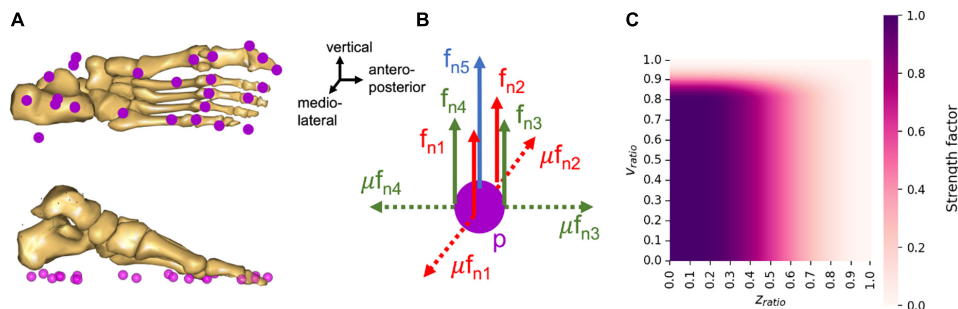 A
vertical
antero-
posterior
medio-
lateral
B
f_n5
f_n2
f_n4
f_n3
f_n1
μf_n2
μf_n4
μf_n3
p
μf_n1
C
1.0
0.9
0.8
0.7
0.6
0.5
0.4
0.3
0.2
0.1
0.0
v_ratio
0.0 0.1 0.2 0.3 0.4 0.5 0.6 0.7 0.8 0.9 1.0
z_ratio
1.0
0.8
0.6
0.4
0.2
0.0
Strength factor